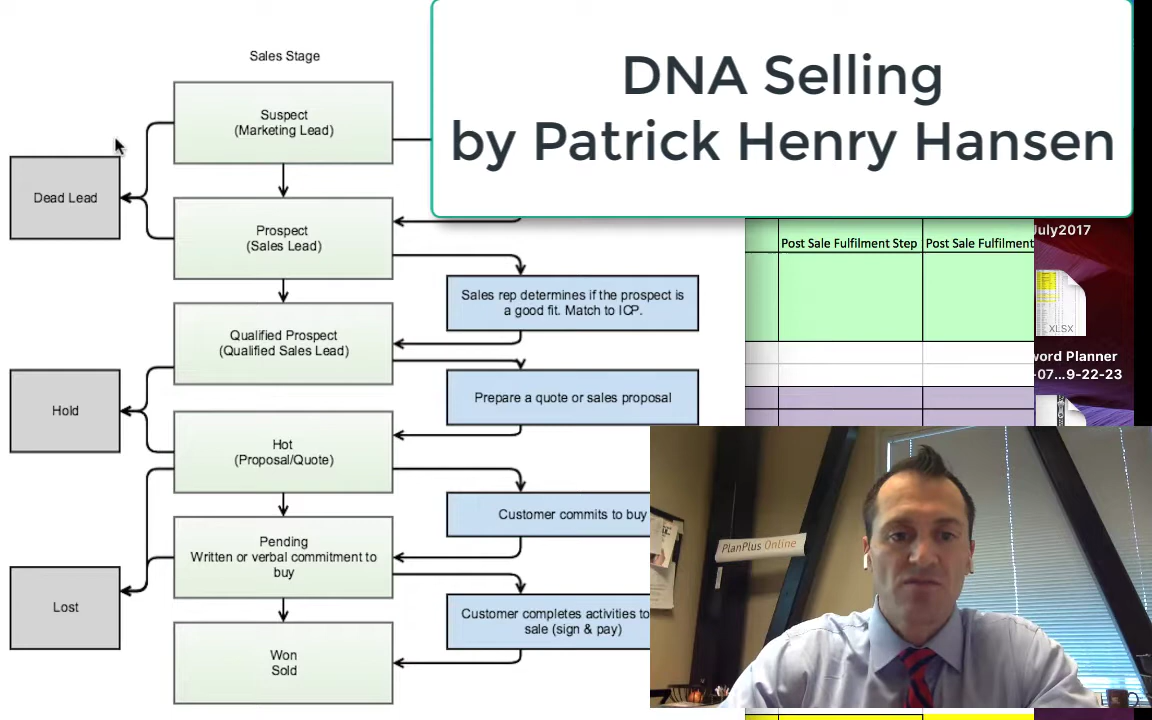 DNA Selling
by Patrick Henry Hansen
Sales Stage
Suspect
(Marketing Lead)
Dead Lead
Prospect
(Sales Lead)
Sales rep determines if the prospect is
a good fit. Match to ICP.
Qualified Prospect
(Qualified Sales Lead)
Prepare a quote or sales proposal
Hold
Hot
(Proposal/Quote)
Customer commits to buy
Pending
Written or verbal commitment to
buy
Lost
Customer completes activities to
sale (sign & pay)
Won
Sold
Post Sale Fulfilment Step
Post Sale Fulfilment
July2017
XLSX
word Planner
-07...9-22-23
PlanPlus Online